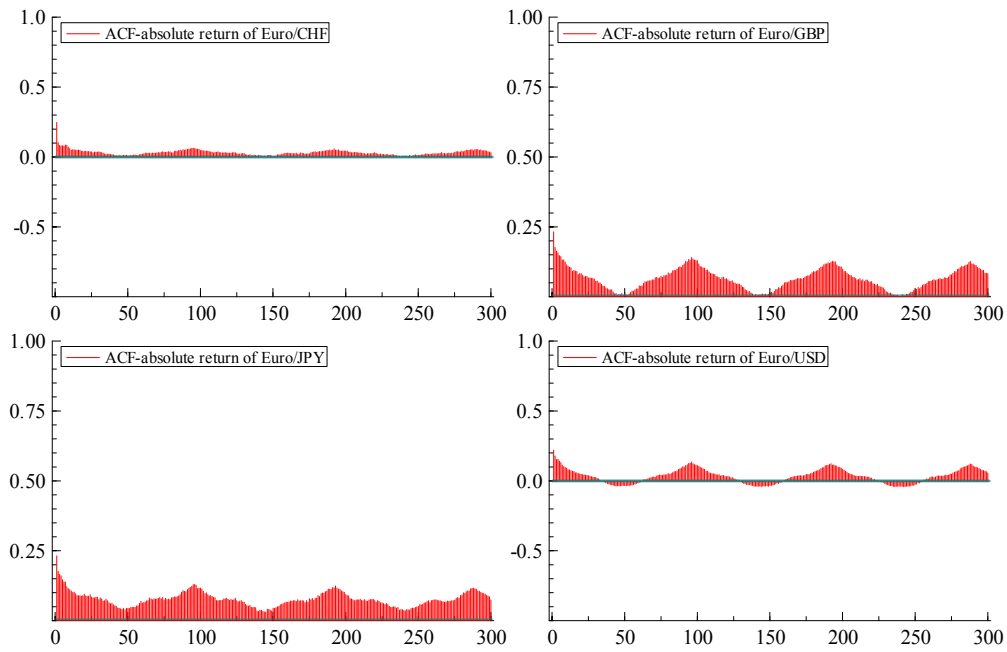 1.0
ACF-absolute return of Euro/CHF
0.5
0.0
-0.5
0 50 100 150 200 250 300
ACF-absolute return of Euro/GBP
1.00
0.75
0.50
0.25
0 50 100 150 200 250 300
1.00
ACF-absolute return of Euro/JPY
0.75
0.50
0.25
0 50 100 150 200 250 300
1.0
ACF-absolute return of Euro/USD
0.5
0.0
-0.5
0 50 100 150 200 250 300